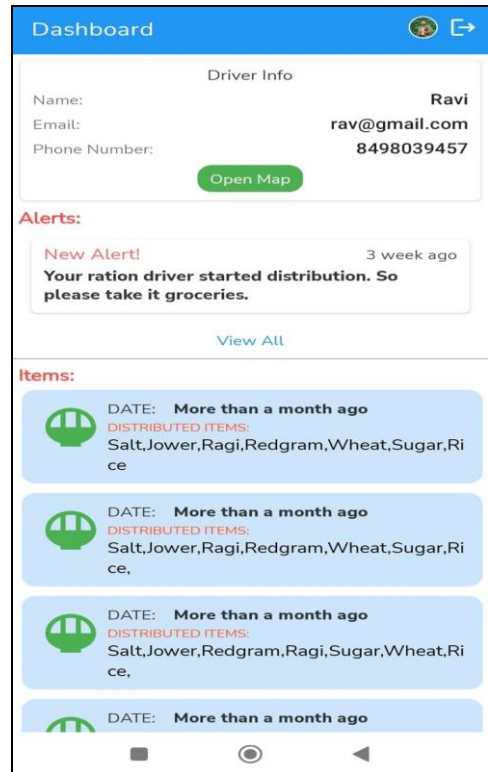 Dashboard
Driver Info
Name: Ravi
Email: rav@gmail.com
Phone Number: 8498039457
Open Map
Alerts:
New Alert! 3 week ago
Your ration driver started distribution. So
please take it groceries.
View All
Items:
DATE: More than a month ago
DISTRIBUTED ITEMS:
Salt,Jower,Ragi,Redgram,Wheat,Sugar,Ri
ce
DATE: More than a month ago
DISTRIBUTED ITEMS:
Salt,Jower,Ragi,Redgram,Wheat,Sugar,Ri
ce,
DATE: More than a month ago
DISTRIBUTED ITEMS:
Salt,Jower,Redgram,Ragi,Sugar,Wheat,Ri
ce,
DATE: More than a month ago